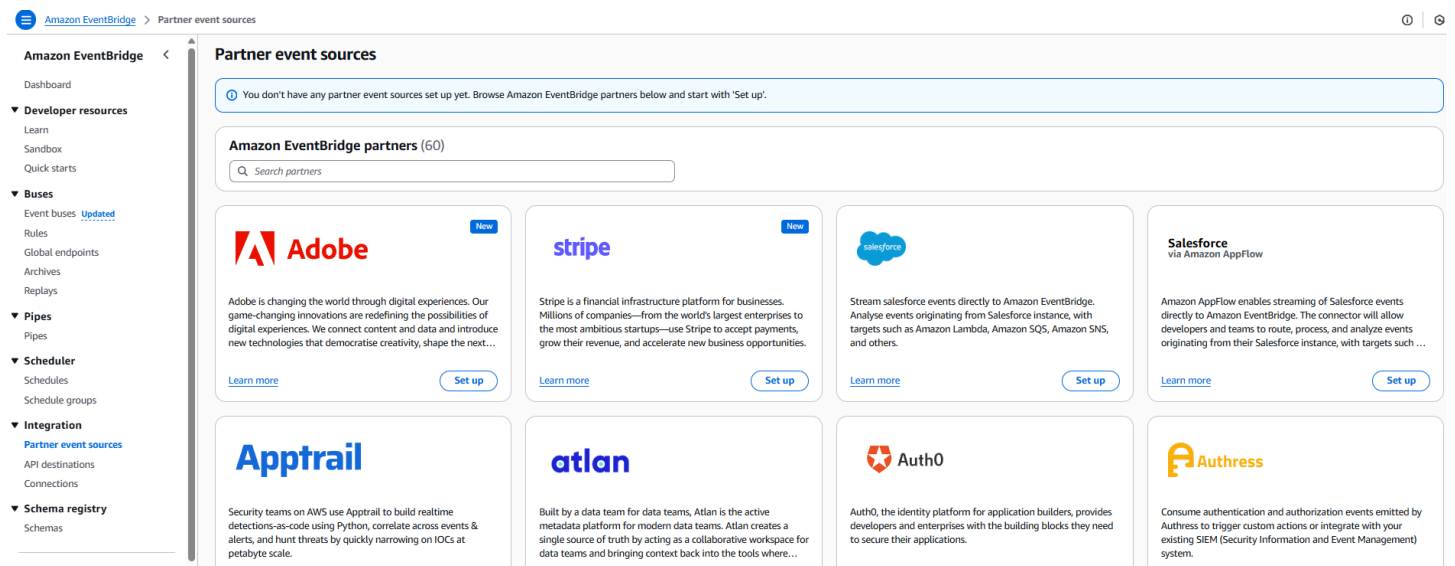 Amazon EventBridge > Partner event sources
Amazon EventBridge
Dashboard
Developer resources
Learn
Sandbox
Quick starts
Buses
Event buses Updated
Rules
Global endpoints
Archives
Replays
Pipes
Pipes
Scheduler
Schedules
Schedule groups
Integration
Partner event sources
API destinations
Connections
Schema registry
Schemas
Partner event sources
You don't have any partner event sources set up yet. Browse Amazon EventBridge partners below and start with 'Set up'.
Amazon EventBridge partners (60)
Search partners
New
Adobe
Adobe is changing the world through digital experiences. Our
game-changing innovations are redefining the possibilities of
digital experiences. We connect content and data and introduce
new technologies that democratise creativity, shape the next...
Learn more
Set up
New
stripe
Stripe is a financial infrastructure platform for businesses.
Millions of companies—from the world's largest enterprises to
the most ambitious startups—use Stripe to accept payments,
grow their revenue, and accelerate new business opportunities.
Learn more
Set up
salesforce
Stream salesforce events directly to Amazon EventBridge.
Analyse events originating from Salesforce instance, with
targets such as Amazon Lambda, Amazon SQS, Amazon SNS,
and others.
Learn more
Set up
Salesforce
via Amazon AppFlow
Amazon AppFlow enables streaming of Salesforce events
directly to Amazon EventBridge. The connector will allow
developers and teams to route, process, and analyze events
originating from their Salesforce instance, with targets such ...
Learn more
Set up
Apptrail
Security teams on AWS use Apptrail to build realtime
detections-as-code using Python, correlate across events &
alerts, and hunt threats by quickly narrowing on IOCs at
petabyte scale.
atlan
Built by a data team for data teams, Atlan is the active
metadata platform for modern data teams. Atlan creates a
single source of truth by acting as a collaborative workspace for
data teams and bringing context back into the tools where...
Auth0
Auth0, the identity platform for application builders, provides
developers and enterprises with the building blocks they need
to secure their applications.
Authress
Consume authentication and authorization events emitted by
Authress to trigger custom actions or integrate with your
existing SIEM (Security Information and Event Management)
system.